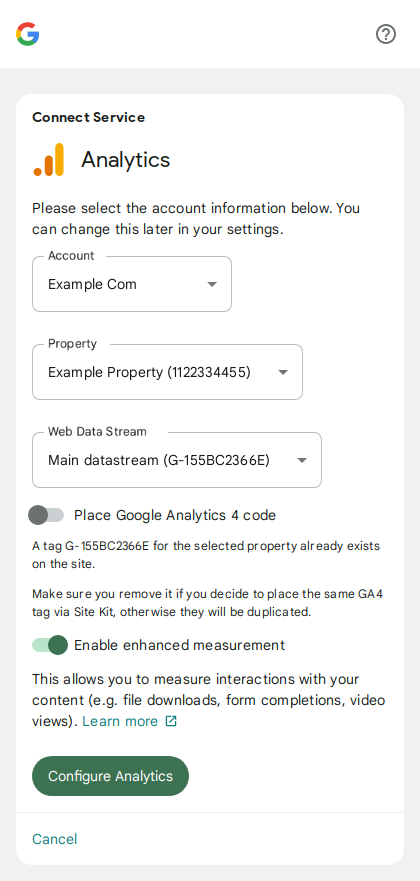 Connect Service
Analytics
Please select the account information below. You
can change this later in your settings.
Account
Example Com
Property
Example Property (1122334455)
Web Data Stream
Main datastream (G-155BC2366E)
Place Google Analytics 4 code
A tag G-155BC2366E for the selected property already exists
on the site.
Make sure you remove it if you decide to place the same GA4
tag via Site Kit, otherwise they will be duplicated.
Enable enhanced measurement
This allows you to measure interactions with your
content (e.g. file downloads, form completions, video
views). Learn more
Configure Analytics
Cancel